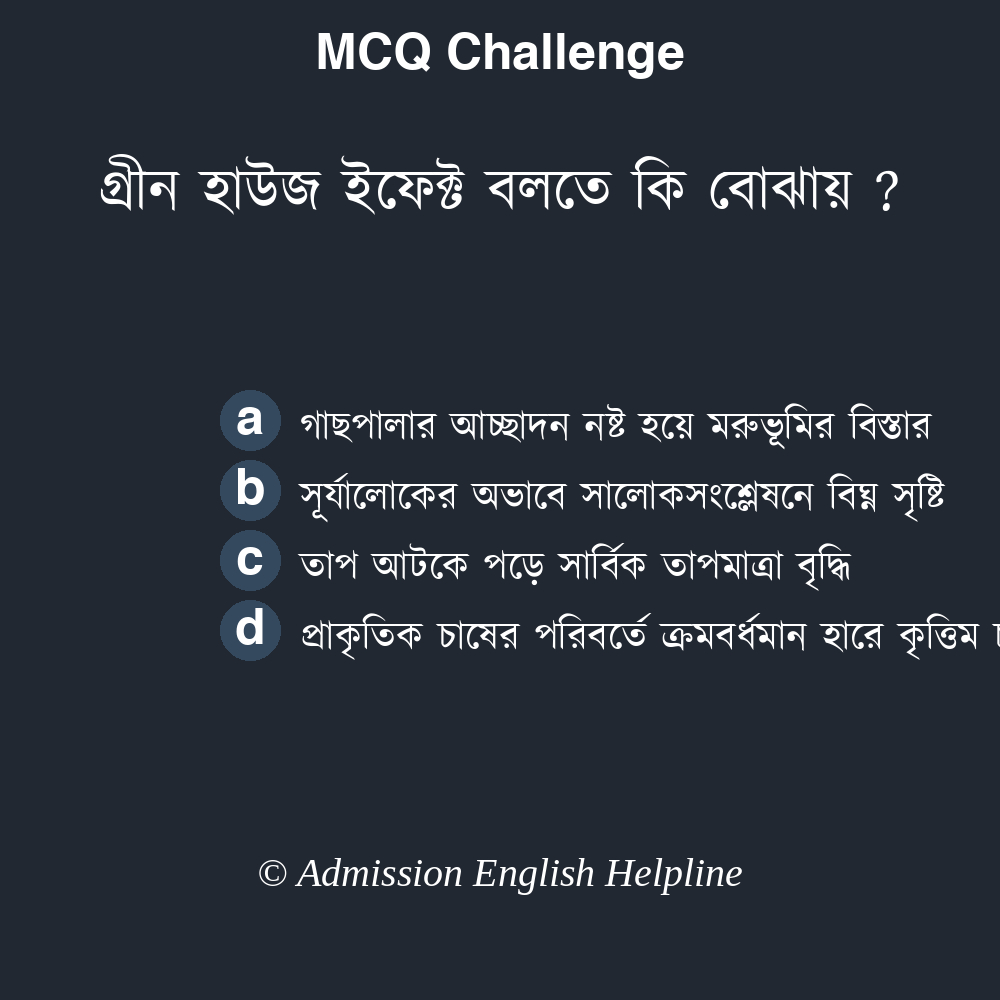 MCQ Challenge
গ্রীন হাউজ ইফেক্ট বলতে কি বোঝায় ?
a গাছপালার আচ্ছাদন নষ্ট হয়ে মরুভূমির বিস্তার
b সূর্যালোকের অভাবে সালোকসংশ্লেষনে বিঘ্ন সৃষ্টি
c তাপ আটকে পড়ে সার্বিক তাপমাত্রা বৃদ্ধি
d প্রাকৃতিক চাষের পরিবর্তে ক্রমবর্ধমান হারে কৃত্তিম
© Admission English Helpline